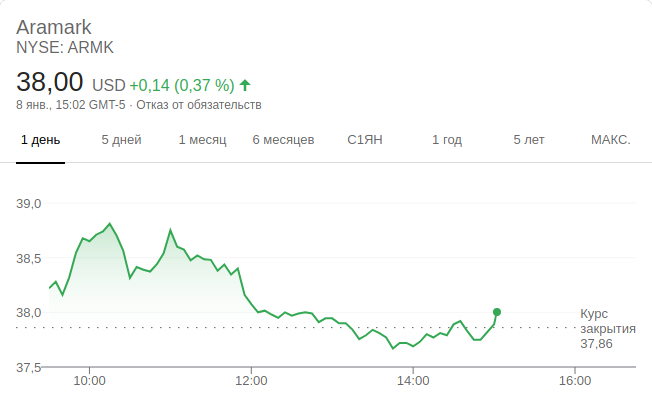 Aramark
NYSE: ARMK
38,00 USD +0,14 (0,37 %)
8 янв., 15:02 GMT-5 · Отказ от обязательств
1 день 5 дней 1 месяц 6 месяцев С1ЯН 1 год 5 лет МАКС.
39,0
38,5
38,0
Курс
закрытия
37,86
37,5
10:00 12:00 14:00 16:00